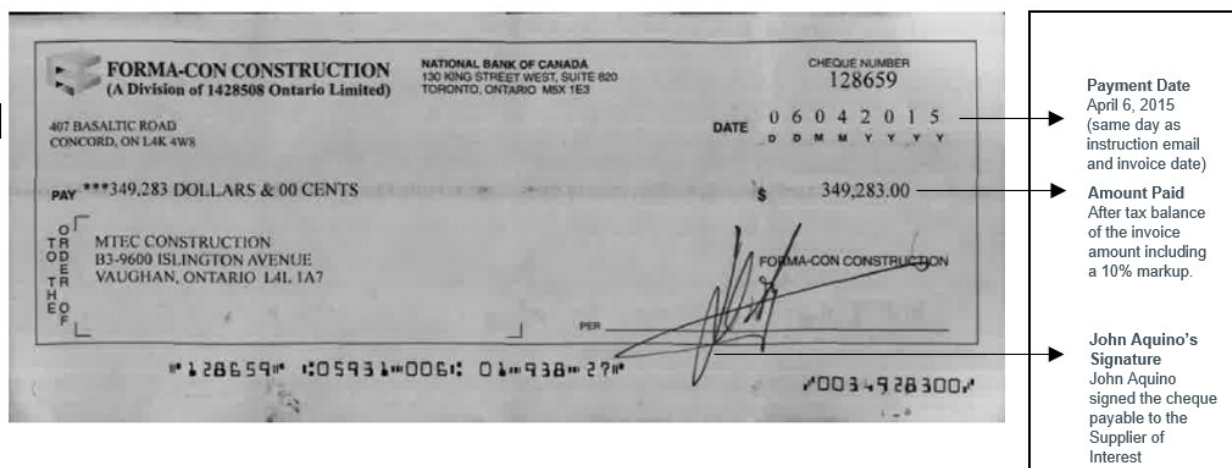 FORMA-CON CONSTRUCTION
(A Division of 1428508 Ontario Limited)
407 BASALTIC ROAD
CONCORD, ON L4K 4W8
NATIONAL BANK OF CANADA
130 KING STREET WEST, SUITE 820
TORONTO, ONTARIO M5X 1E3
CHEQUE NUMBER
128659
DATE 0 6 0 4 2 0 1 5
D D M M Y Y Y Y
PAY ***349,283 DOLLARS & 00 CENTS
$ 349,283.00
TO THE ORDER OF
MTEC CONSTRUCTION
B3-9600 ISLINGTON AVENUE
VAUGHAN, ONTARIO L4L 1A7
FORMA-CON CONSTRUCTION
PER
⑈128659⑈ ⑆05931⑉006⑆ 01⑉938⑉27⑈
⑇0034928300⑇
Payment Date
April 6, 2015
(same day as
instruction email
and invoice date)
Amount Paid
After tax balance
of the invoice
amount including
a 10% markup.
John Aquino's
Signature
John Aquino
signed the cheque
payable to the
Supplier of
Interest